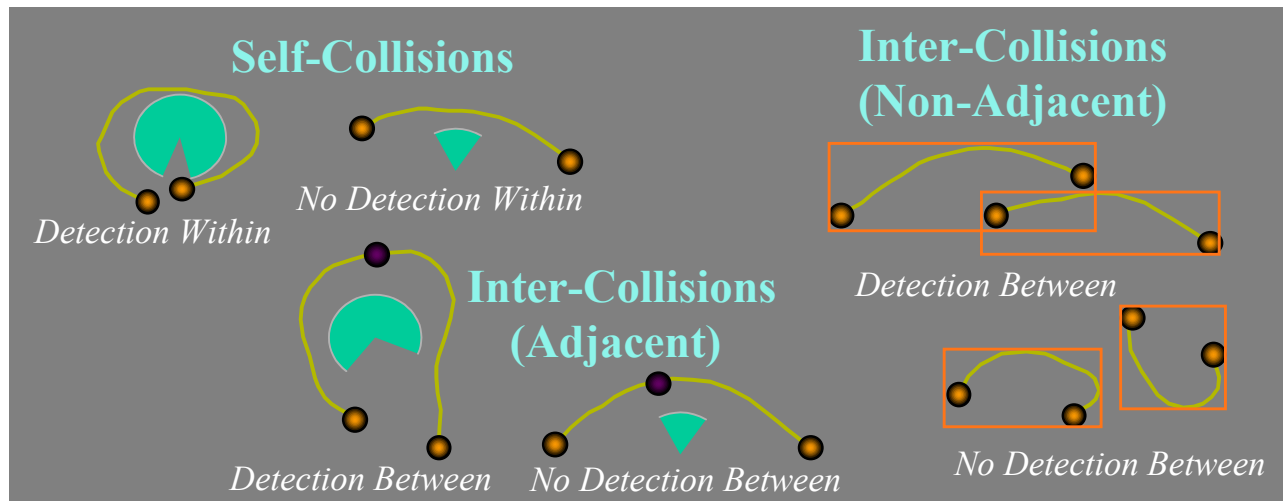 Self-Collisions
Detection Within
No Detection Within
Inter-Collisions
(Adjacent)
Detection Between
No Detection Between
Inter-Collisions
(Non-Adjacent)
Detection Between
No Detection Between